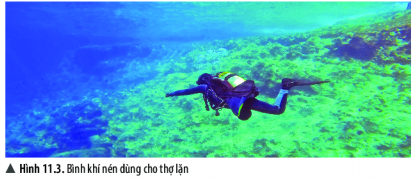 ▲ Hình 11.3. Bình khí nén dùng cho thợ lặn